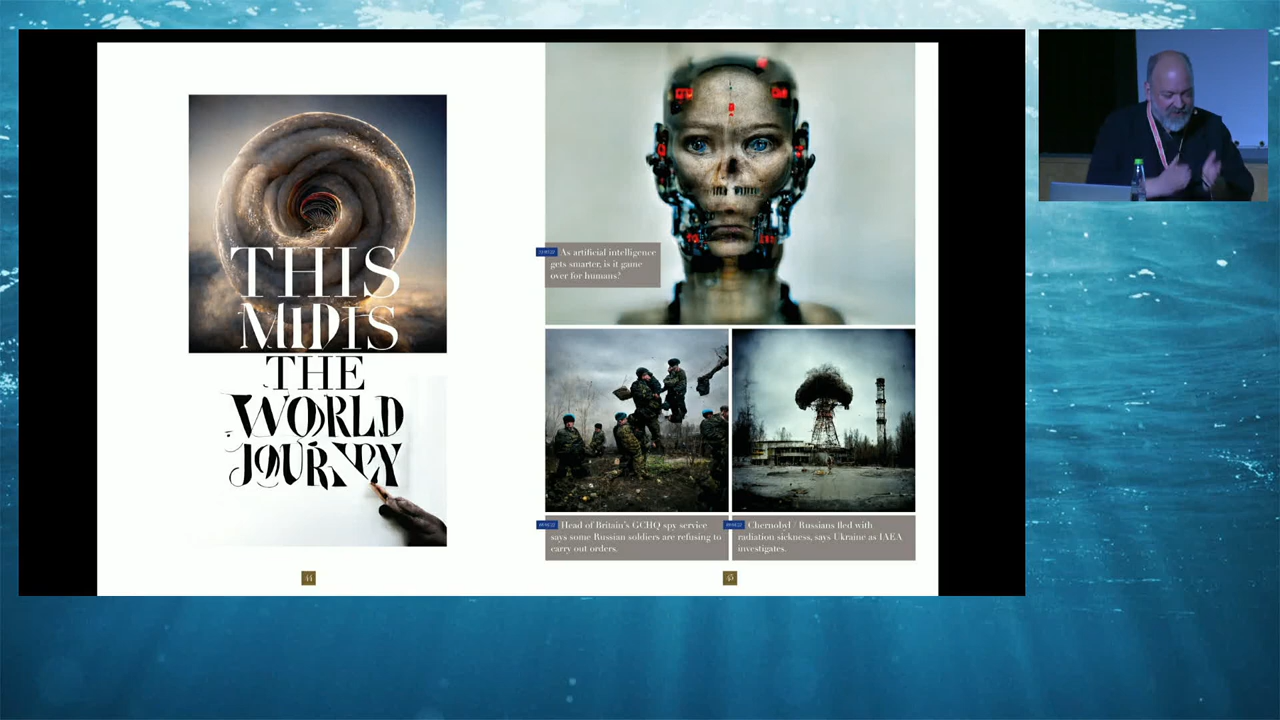 THIS
MIDIS
THE
WORLD
JOURNEY
44
As artificial intelligence
gets smarter, is it game
over for humans?
Head of Britain's GCHQ spy service
says some Russian soldiers are refusing to
carry out orders.
Chernobyl / Russians fled with
radiation sickness, says Ukraine as IAEA
investigates.
45